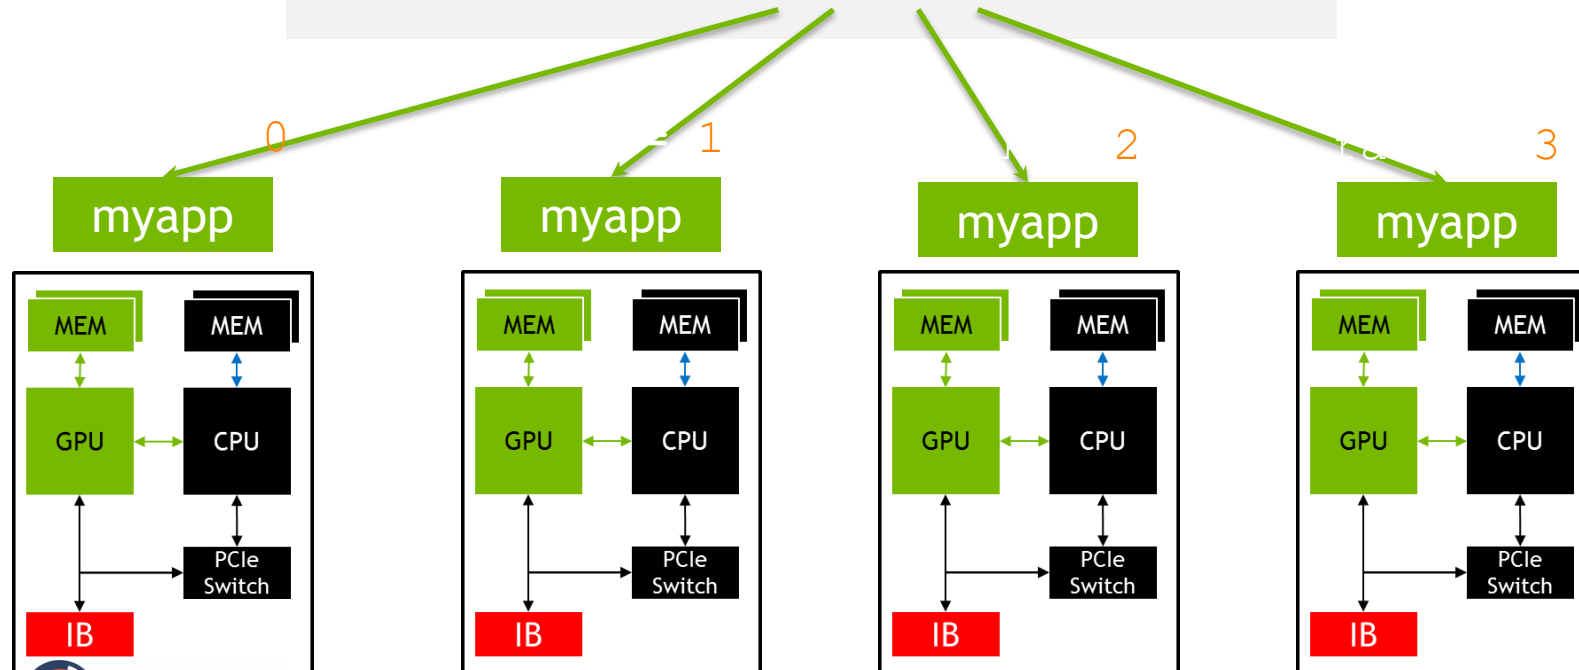 0
= 1
2
3
myapp
myapp
myapp
myapp
MEM MEM
MEM MEM
MEM MEM
MEM MEM
GPU CPU
GPU CPU
GPU CPU
GPU CPU
PCIe
Switch
PCIe
Switch
PCIe
Switch
PCIe
Switch
IB
IB
IB
IB